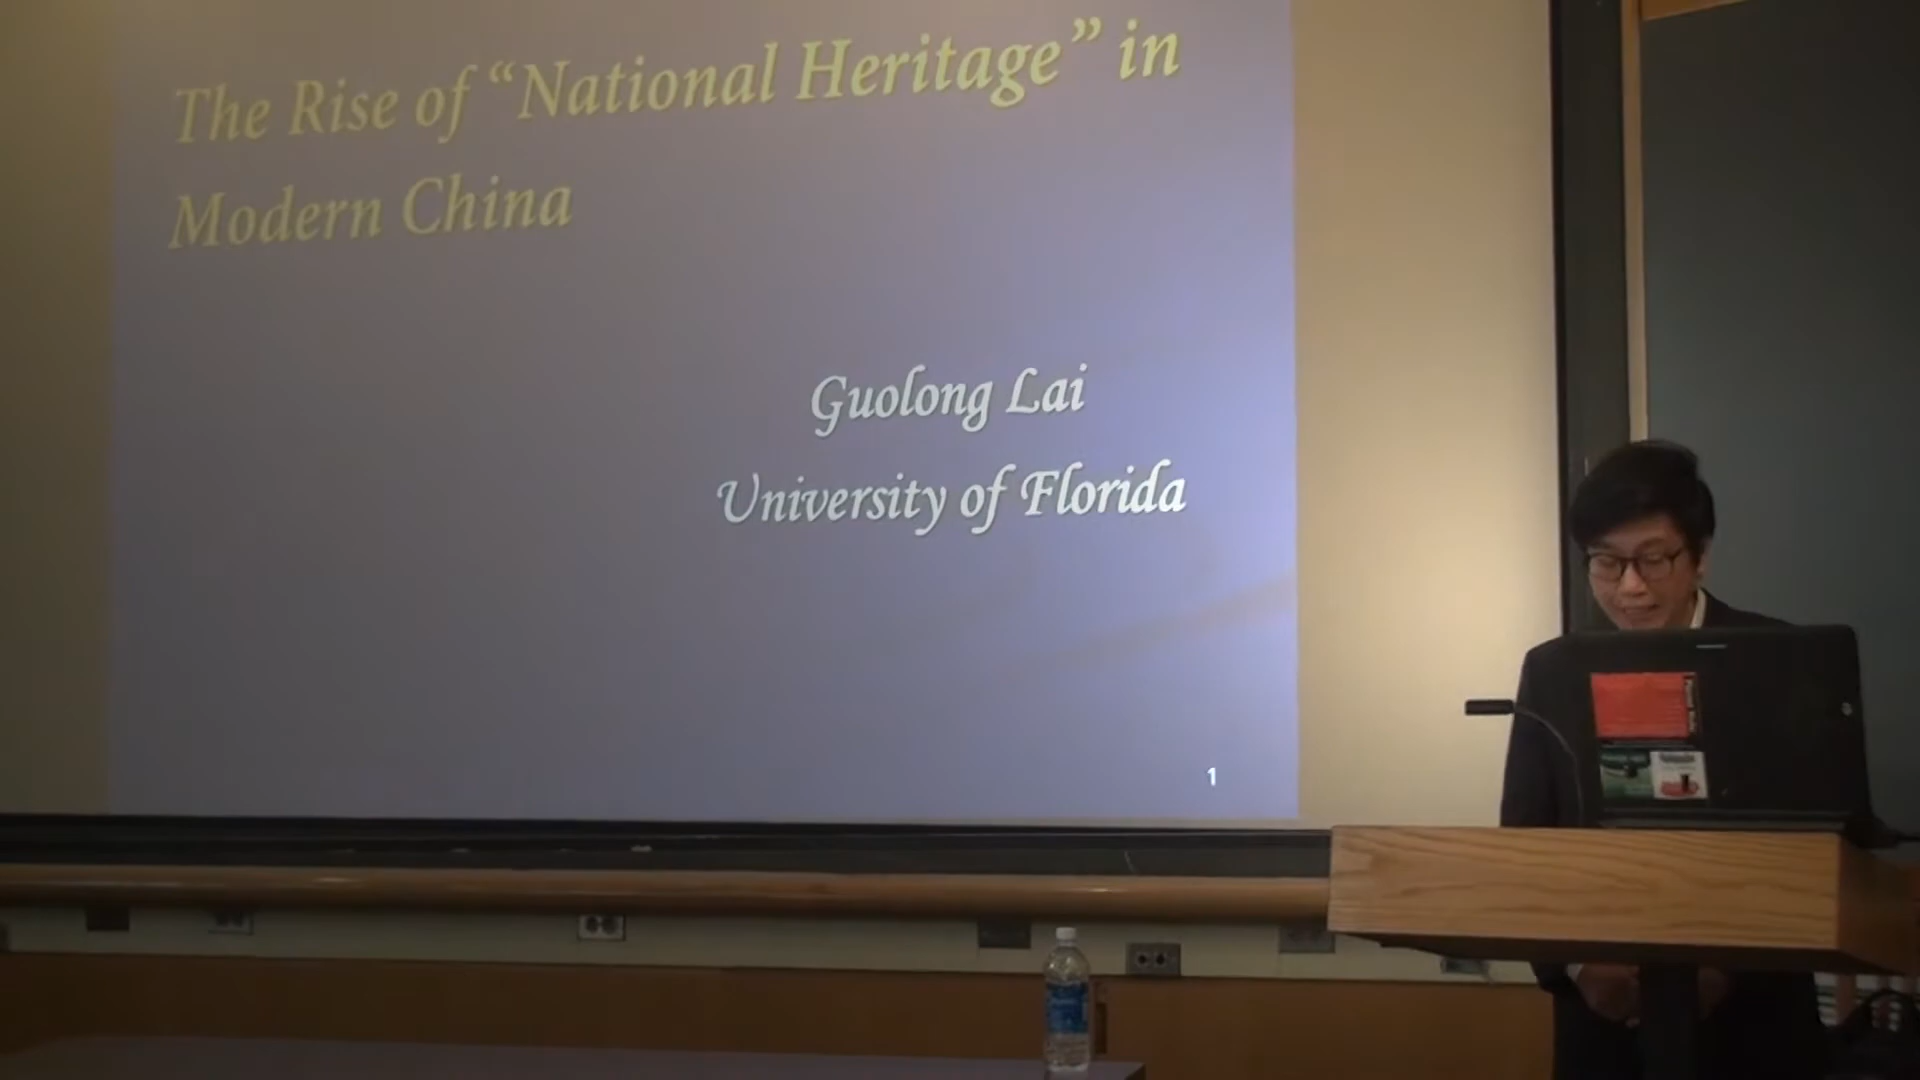 The Rise of “National Heritage” in
Modern China
Guolong Lai
University of Florida
1